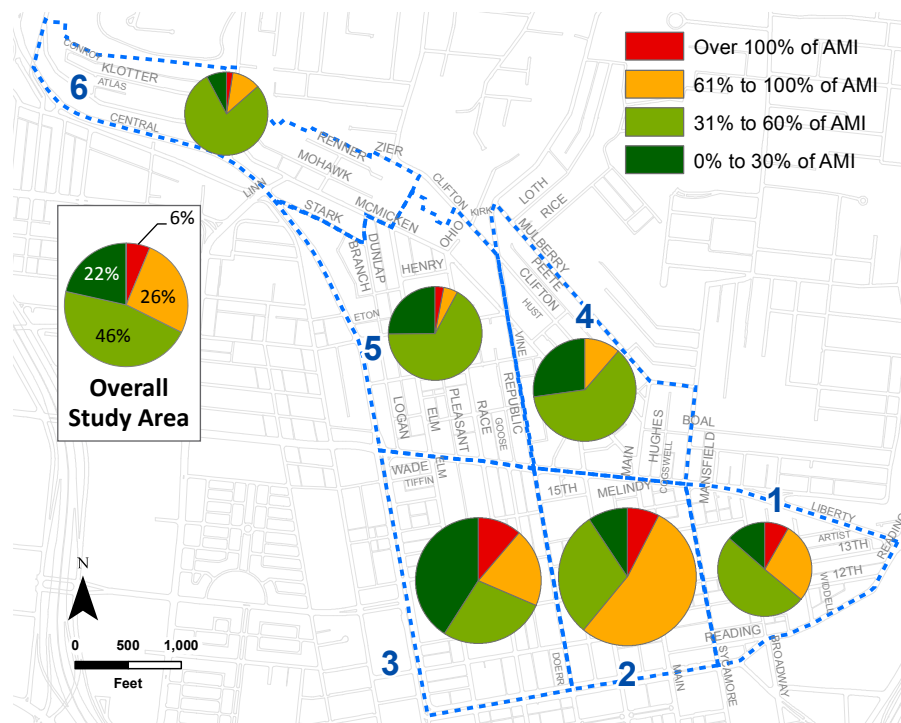 Over 100% of AMI
61% to 100% of AMI
31% to 60% of AMI
0% to 30% of AMI
6
CONROY
KLOTTER
ATLAS
CENTRAL
RENNER
ZIER
MOHAWK
LINN
STARK
MCMICKEN
CLIFTON
OHIO
KIRK
LOTH
RICE
MULBERRY
PEETE
CLIFTON
HUST
4
6%
22%
26%
46%
Overall
Study Area
DUNLAP
BRANCH
HENRY
ETON
5
VINE
REPUBLIC
LOGAN
ELM
PLEASANT
RACE
GOOSE
MAIN
HUGHES
COGSWELL
BOAL
MANSFIELD
WADE
ELM
TIFFIN
15TH
MELINDY
1
LIBERTY
READING
ARTIST
13TH
12TH
WIDDELL
READING
BROADWAY
SYCAMORE
MAIN
2
DOERR
3
N
0 500 1,000
Feet